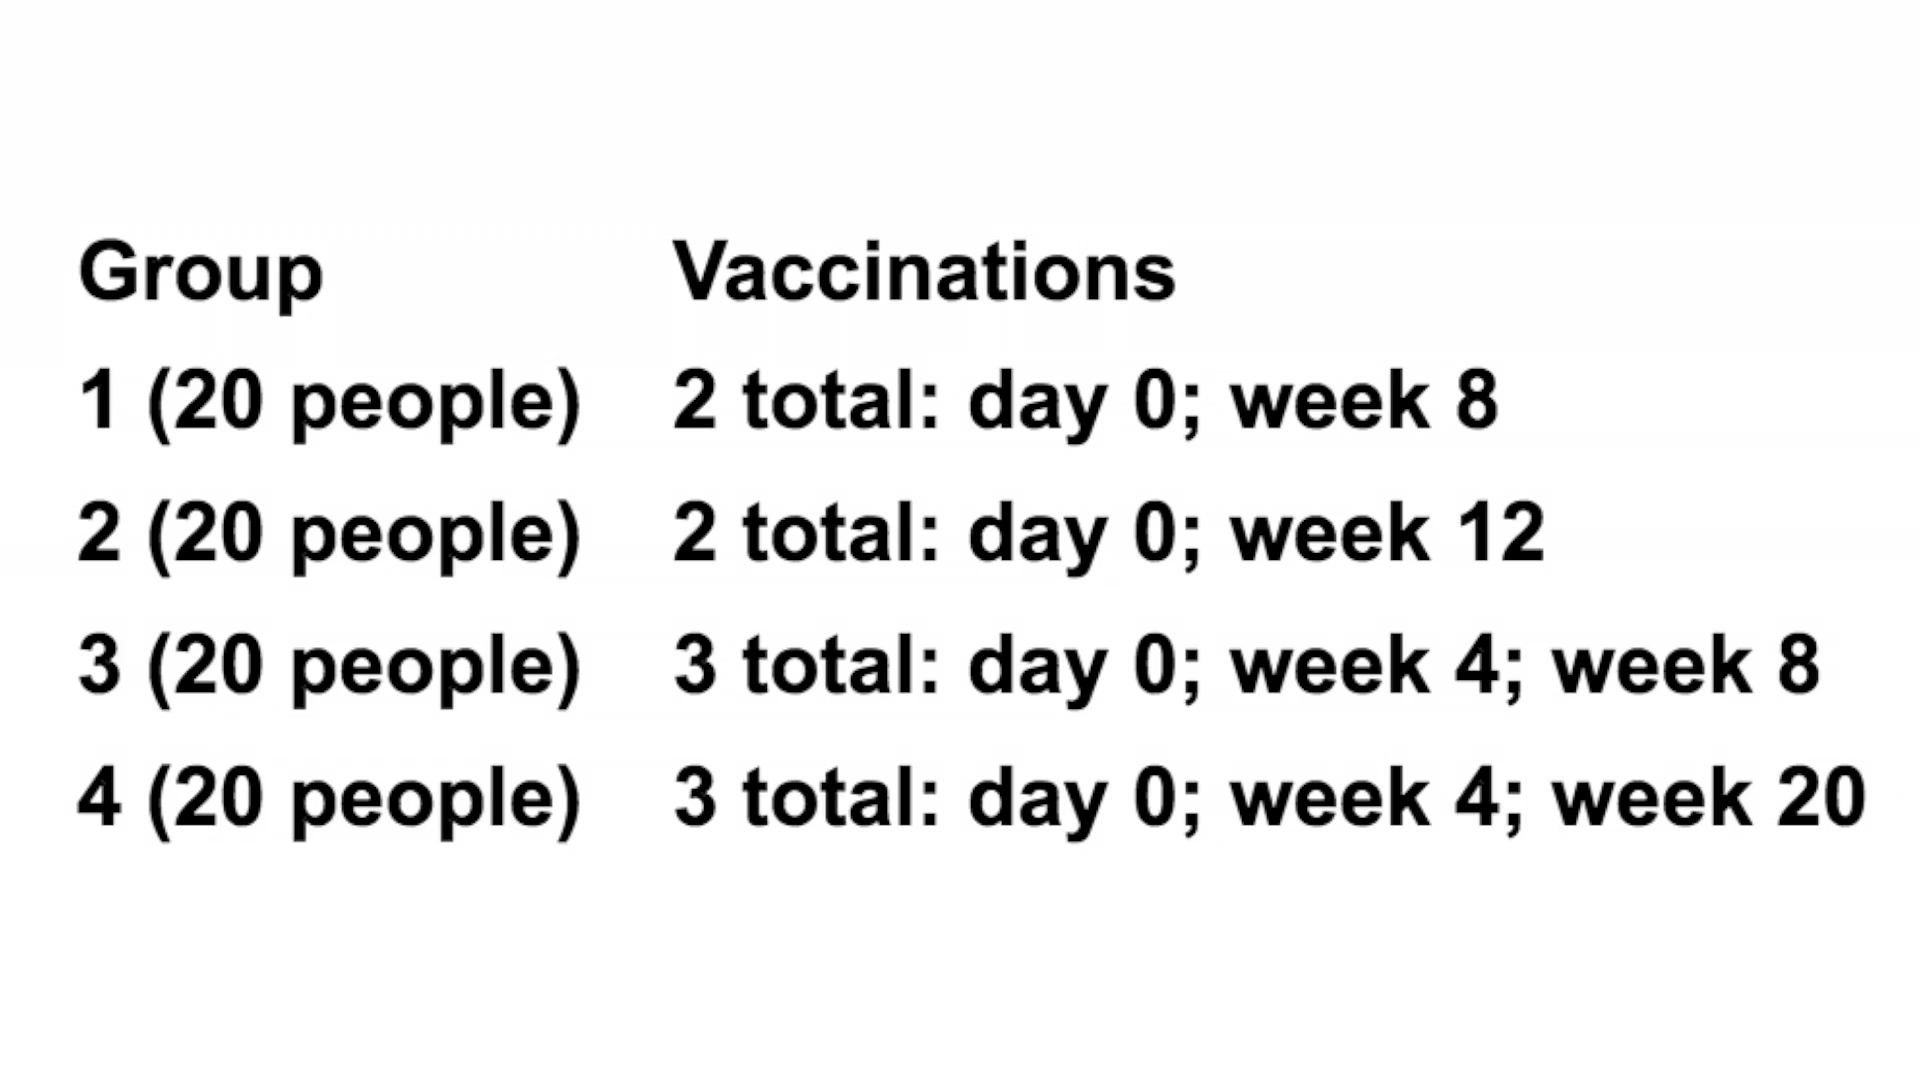 Group Vaccinations
1 (20 people) 2 total: day 0; week 8
2 (20 people) 2 total: day 0; week 12
3 (20 people) 3 total: day 0; week 4; week 8
4 (20 people) 3 total: day 0; week 4; week 20